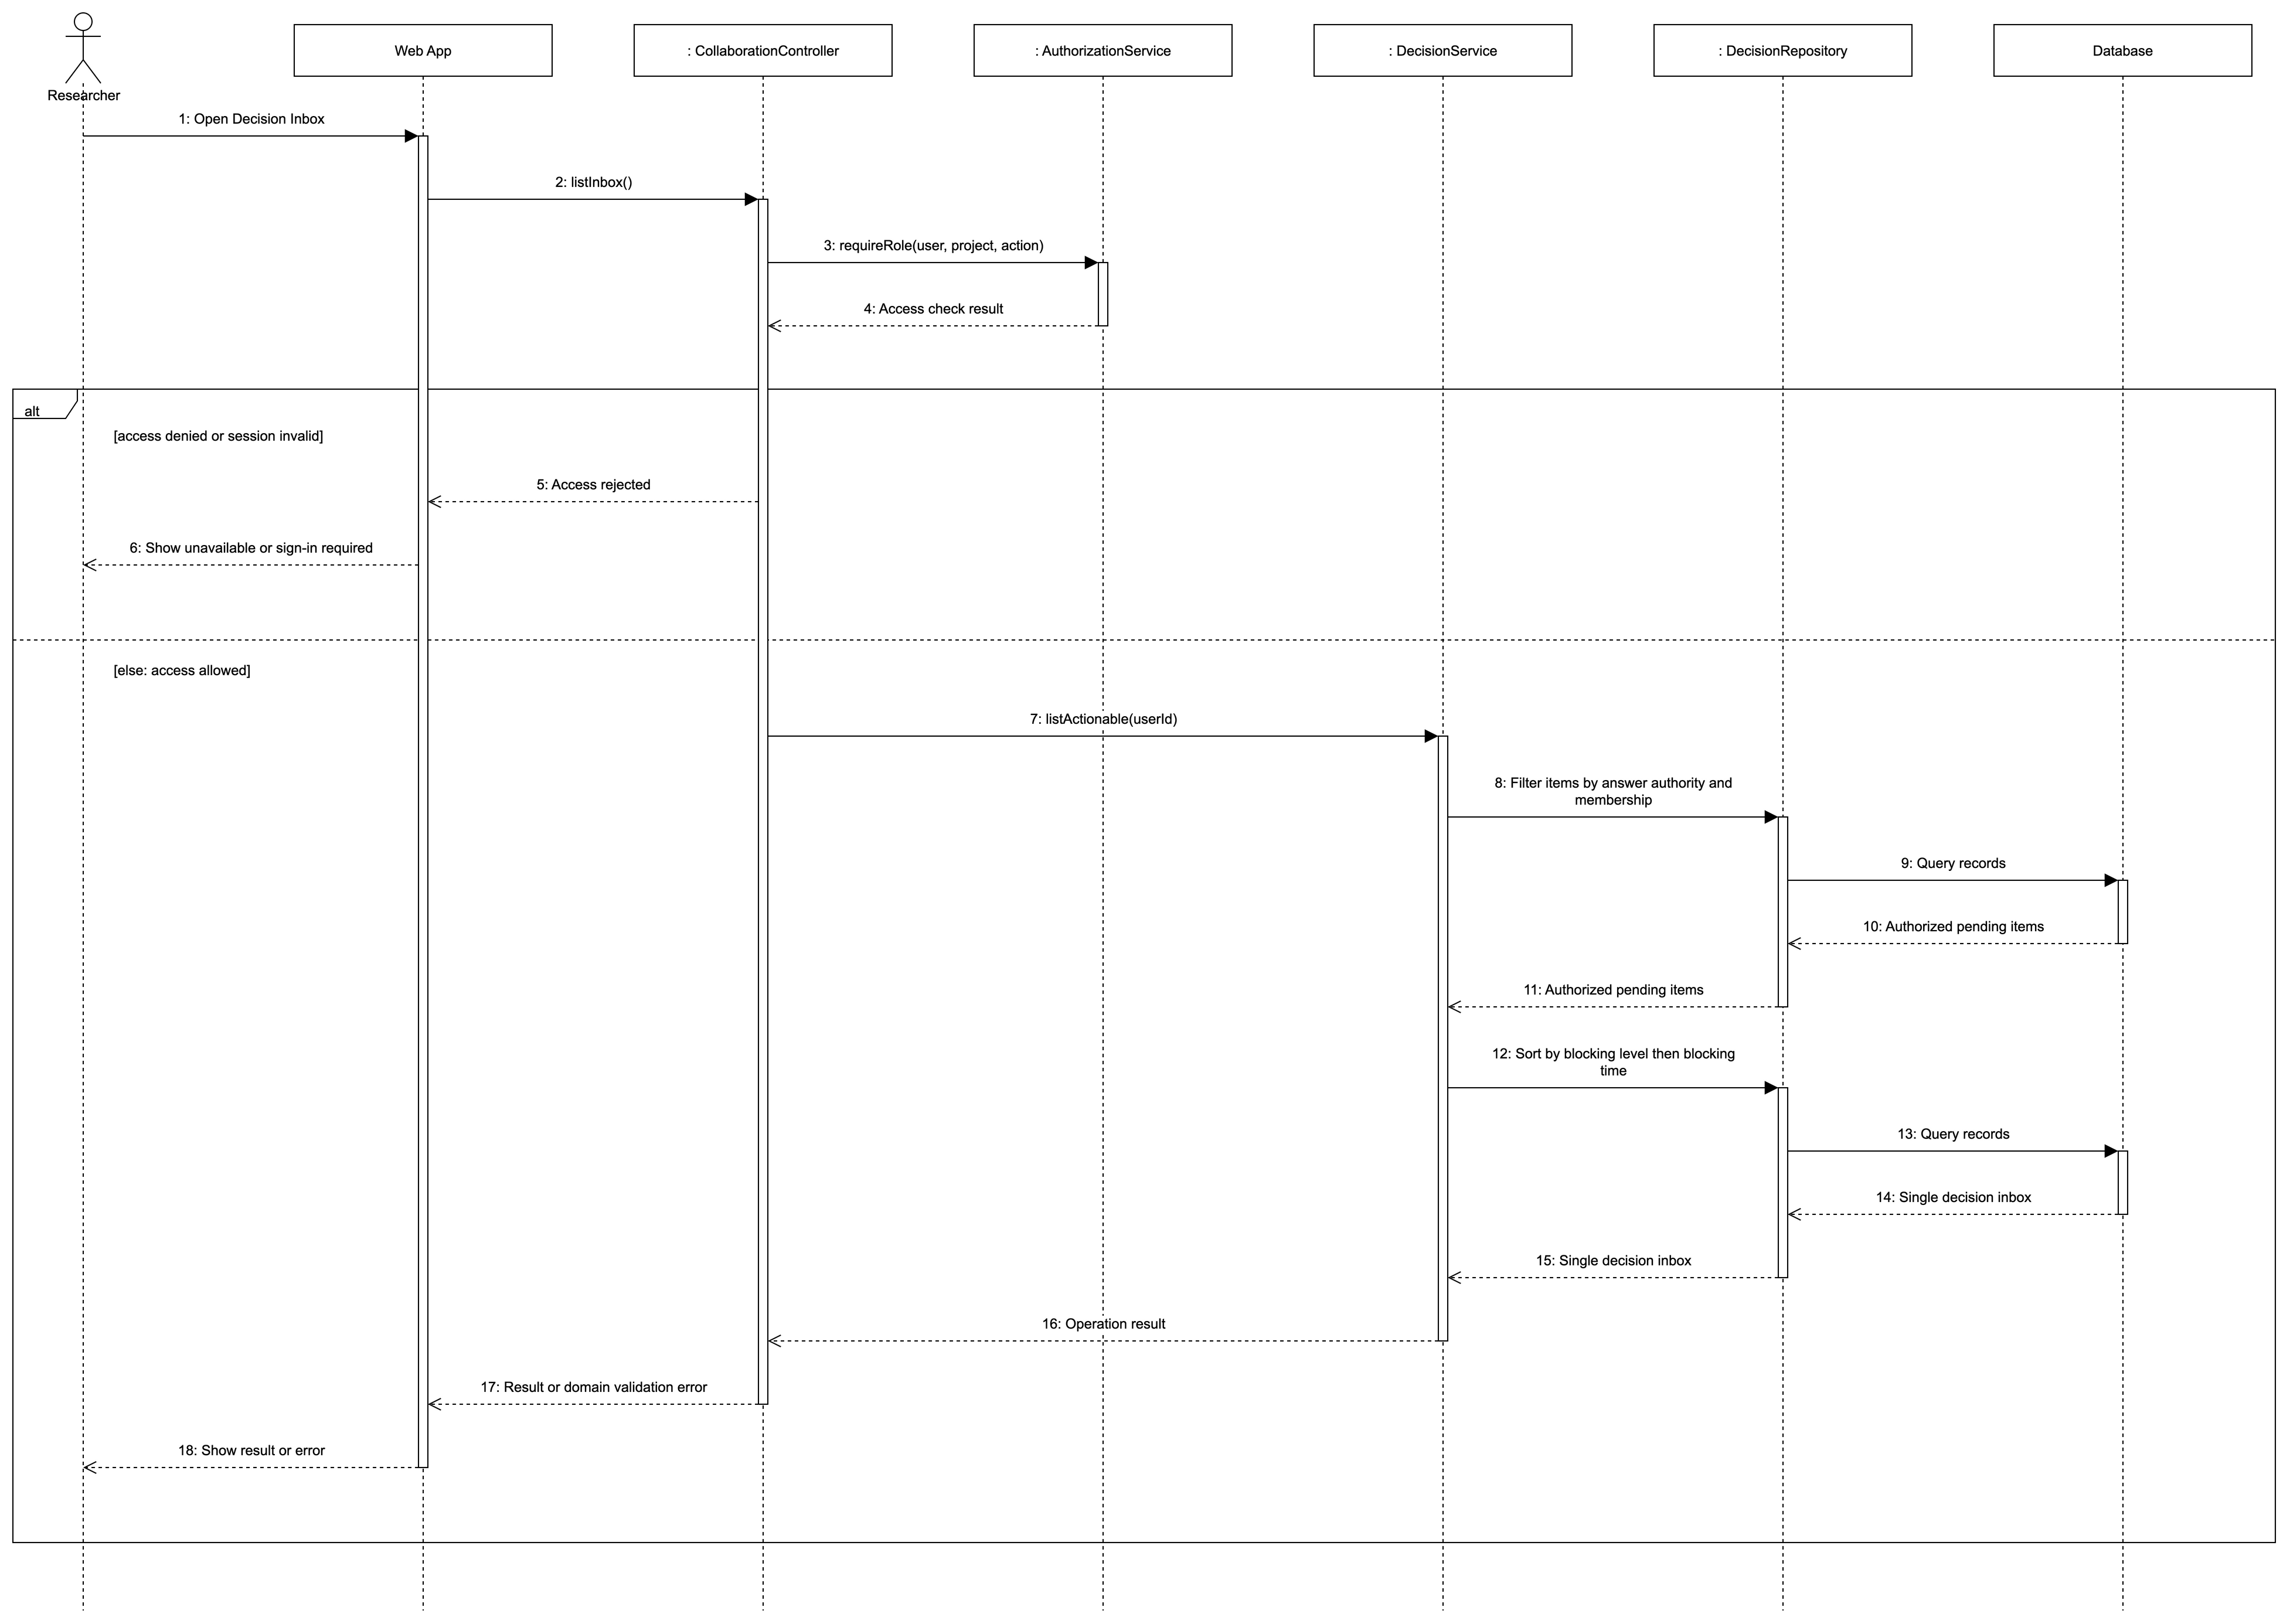 Web App
: CollaborationController
: AuthorizationService
: DecisionService
: DecisionRepository
Database
Researcher
1: Open Decision Inbox
2: listInbox()
3: requireRole(user, project, action)
4: Access check result
alt
[access denied or session invalid]
5: Access rejected
6: Show unavailable or sign-in required
[else: access allowed]
7: listActionable(userId)
8: Filter items by answer authority and
membership
9: Query records
10: Authorized pending items
11: Authorized pending items
12: Sort by blocking level then blocking
time
13: Query records
14: Single decision inbox
15: Single decision inbox
16: Operation result
17: Result or domain validation error
18: Show result or error